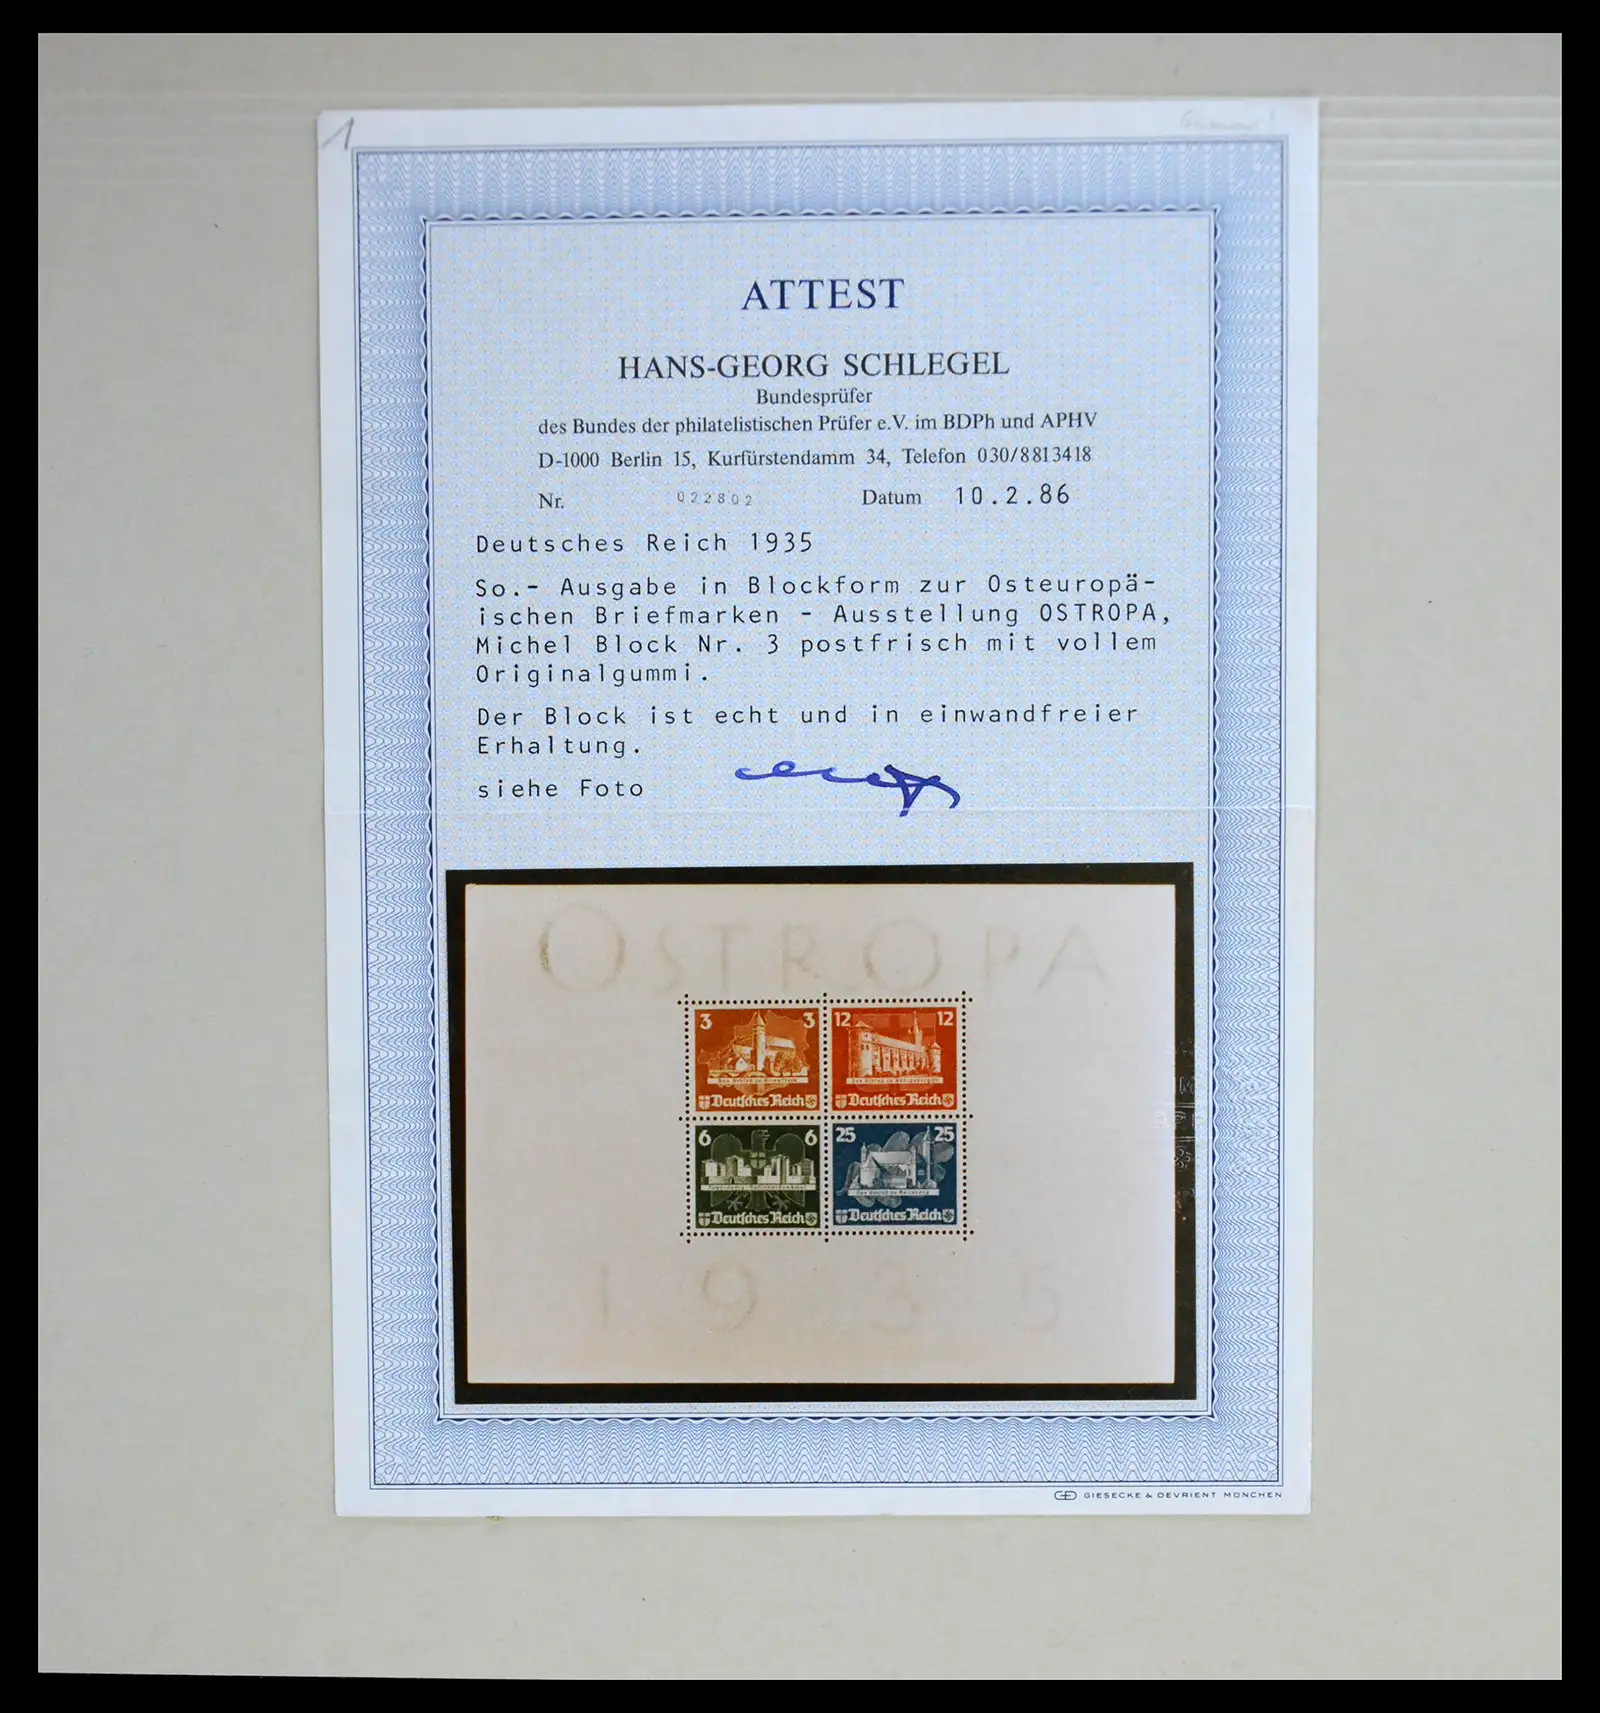 1
ATTEST
HANS-GEORG SCHLEGEL
Bundesprüfer
des Bundes der philatelistischen Prüfer e.V. im BDPh und APHV
D-1000 Berlin 15, Kurfürstendamm 34, Telefon 030/8813418
Nr. 022802 Datum 10.2.86
Deutsches Reich 1935
So.- Ausgabe in Blockform zur Osteuropä-
ischen Briefmarken - Ausstellung OSTROPA,
Michel Block Nr. 3 postfrisch mit vollem
Originalgummi.
Der Block ist echt und in einwandfreier
Erhaltung.
siehe Foto
OSTROPA
3 3 12 12
Deutsches Reich Deutsches Reich
6 6 25 25
Deutsches Reich Deutsches Reich
1935
GIESECKE & DEVRIENT MÜNCHEN